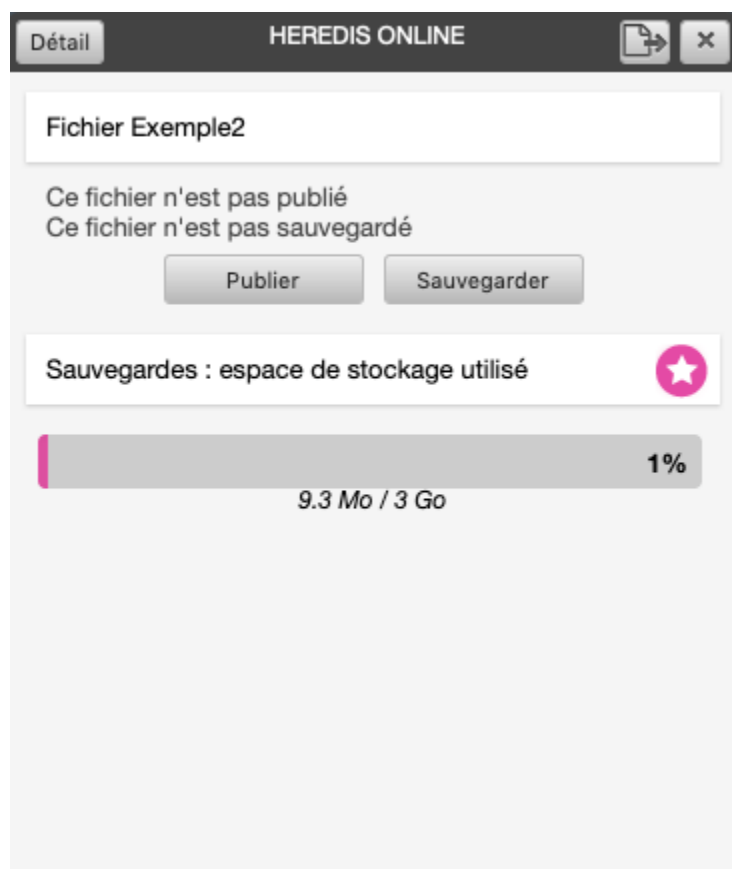 Détail
HEREDIS ONLINE
Fichier Exemple2
Ce fichier n'est pas publié
Ce fichier n'est pas sauvegardé
Publier
Sauvegarder
Sauvegardes : espace de stockage utilisé
1%
9.3 Mo / 3 Go